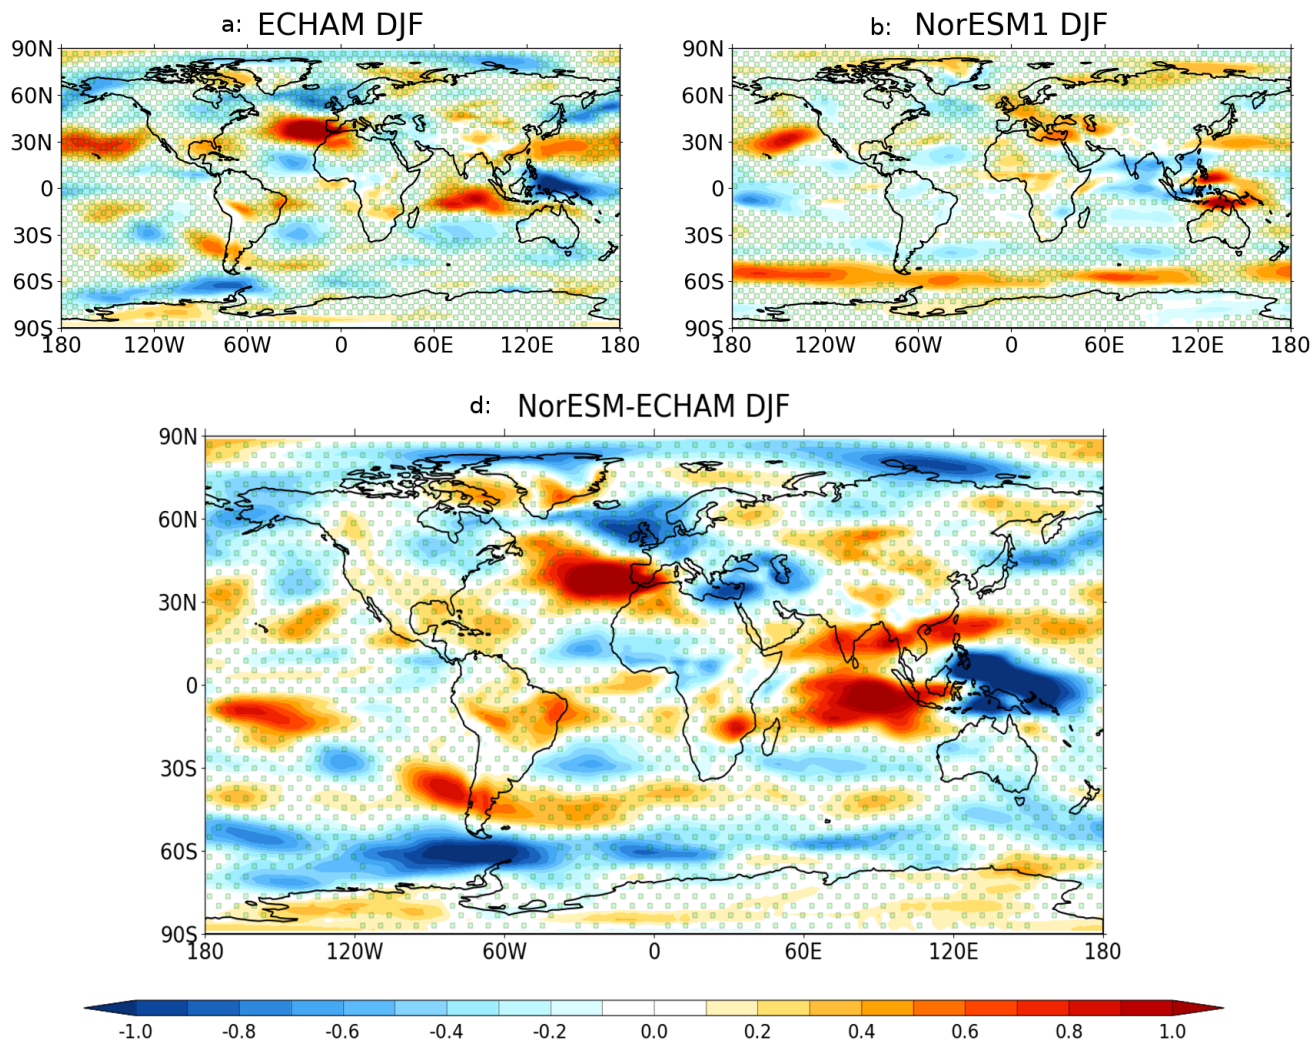 a: ECHAM DJF
b: NorESM1 DJF
90N
60N
30N
0
30S
60S
90S
180 120W 60W 0 60E 120E 180
90N
60N
30N
0
30S
60S
90S
180 120W 60W 0 60E 120E 180
d: NorESM-ECHAM DJF
90N
60N
30N
0
30S
60S
90S
180 120W 60W 0 60E 120E 180
-1.0 -0.8 -0.6 -0.4 -0.2 0.0 0.2 0.4 0.6 0.8 1.0